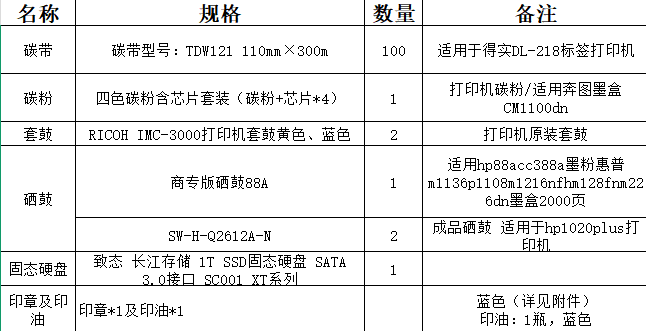 名称 规格 数量 备注
碳带 碳带型号：TDW121 110mm×300m 100 适用于得实DL-218标签打印机
碳粉 四色碳粉含芯片套装（碳粉+芯片*4） 1 打印机碳粉/适用奔图墨盒
CM1100dn
套鼓 RICOH IMC-3000打印机套鼓黄色、蓝色 2 打印机原装套鼓
硒鼓 商专版硒鼓88A 1 适用hp88acc388a墨粉惠普
m1136p1108m1216nfhm128fnm22
6dn墨盒2000页
SW-H-Q2612A-N 2 成品硒鼓 适用于hp1020plus打
印机
固态硬盘 致态 长江存储 1T SSD固态硬盘 SATA
3.0接口 SC001 XT系列 1
印章及印
油 印章*1及印油*1 蓝色（详见附件）
印油：1瓶，蓝色